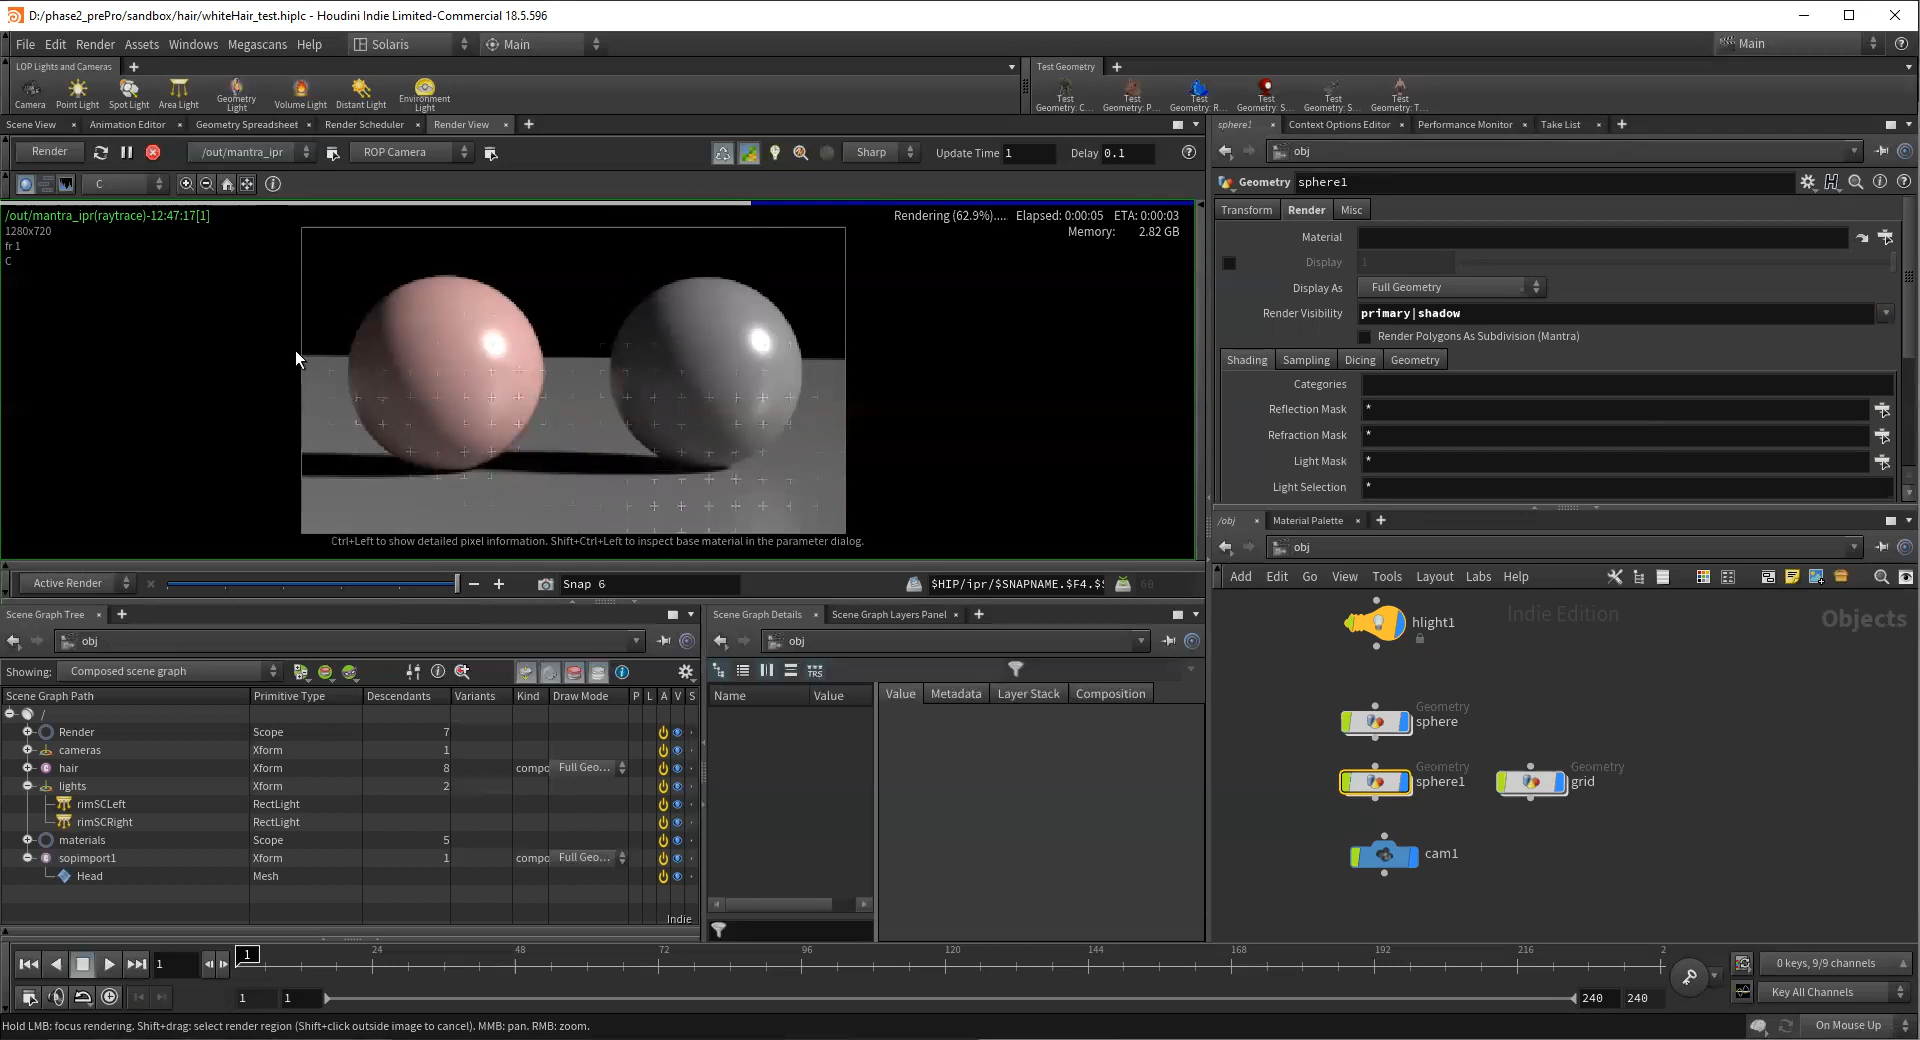 D:/phase2_prePro/sandbox/hair/whiteHair_test.hiplc - Houdini Indie Limited-Commercial 18.5.596
File Edit Render Assets Windows Megascans Help Solaris Main Main
LOP Lights and Cameras
Camera Point Light Spot Light Area Light Geometry Light Volume Light Distant Light Environment Light
Test Geometry
Test Geometry: C... Test Geometry: P... Test Geometry: R... Test Geometry: S... Test Geometry: S... Test Geometry: T...
Scene View Animation Editor Geometry Spreadsheet Render Scheduler Render View
Render /out/mantra_ipr ROP Camera Sharp Update Time 1 Delay 0.1
C
/out/mantra_ipr(raytrace)-12:47:17[1]
1280x720
fr 1
C
Rendering (62.9%).... Elapsed: 0:00:05 ETA: 0:00:03
Memory: 2.82 GB
Ctrl+Left to show detailed pixel information. Shift+Ctrl+Left to inspect base material in the parameter dialog.
Active Render Snap 6 $HIP/ipr/$SNAPNAME.$F4.$S 60
sphere1 Context Options Editor Performance Monitor Take List
obj
Geometry sphere1
Transform Render Misc
Material
Display 1
Display As Full Geometry
Render Visibility primary|shadow
Render Polygons As Subdivision (Mantra)
Shading Sampling Dicing Geometry
Categories
Reflection Mask *
Refraction Mask *
Light Mask *
Light Selection *
/obj Material Palette
obj
Add Edit Go View Tools Layout Labs Help
Indie Edition
Objects
hlight1
Geometry
sphere
Geometry
sphere1
Geometry
grid
cam1
Scene Graph Tree
obj
Showing: Composed scene graph
Scene Graph Path Primitive Type Descendants Variants Kind Draw Mode P L A V S
/
Render Scope 7
cameras Xform 1
hair Xform 8 compo Full Geo...
lights Xform 2
rimSCLeft RectLight
rimSCRight RectLight
materials Scope 5
sopimport1 Xform 1 compo Full Geo...
Head Mesh
Indie
Scene Graph Details Scene Graph Layers Panel
obj
TRS
Name Value
Value Metadata Layer Stack Composition
1 1 24 48 72 96 120 144 168 192 216 2
1 1 240 240
0 keys, 9/9 channels
Key All Channels
Hold LMB: focus rendering. Shift+drag: select render region (Shift+click outside image to cancel). MMB: pan. RMB: zoom.
On Mouse Up